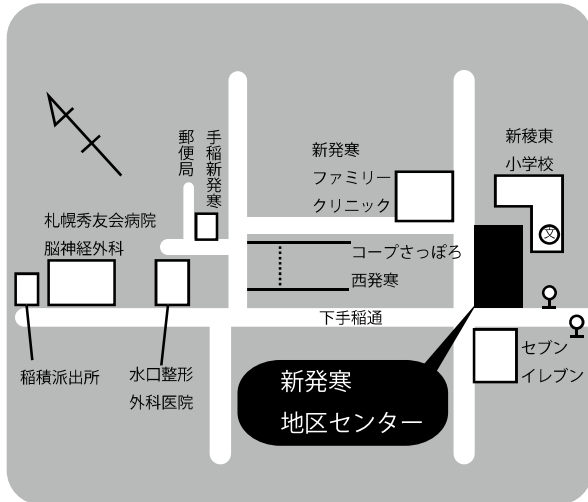 郵便局
手稲新発寒
新発寒
ファミリー
クリニック
新稜東
小学校
文
札幌秀友会病院
脳神経外科
コープさっぽろ
西発寒
下手稲通
稲積派出所
水口整形
外科医院
新発寒
地区センター
セブン
イレブン